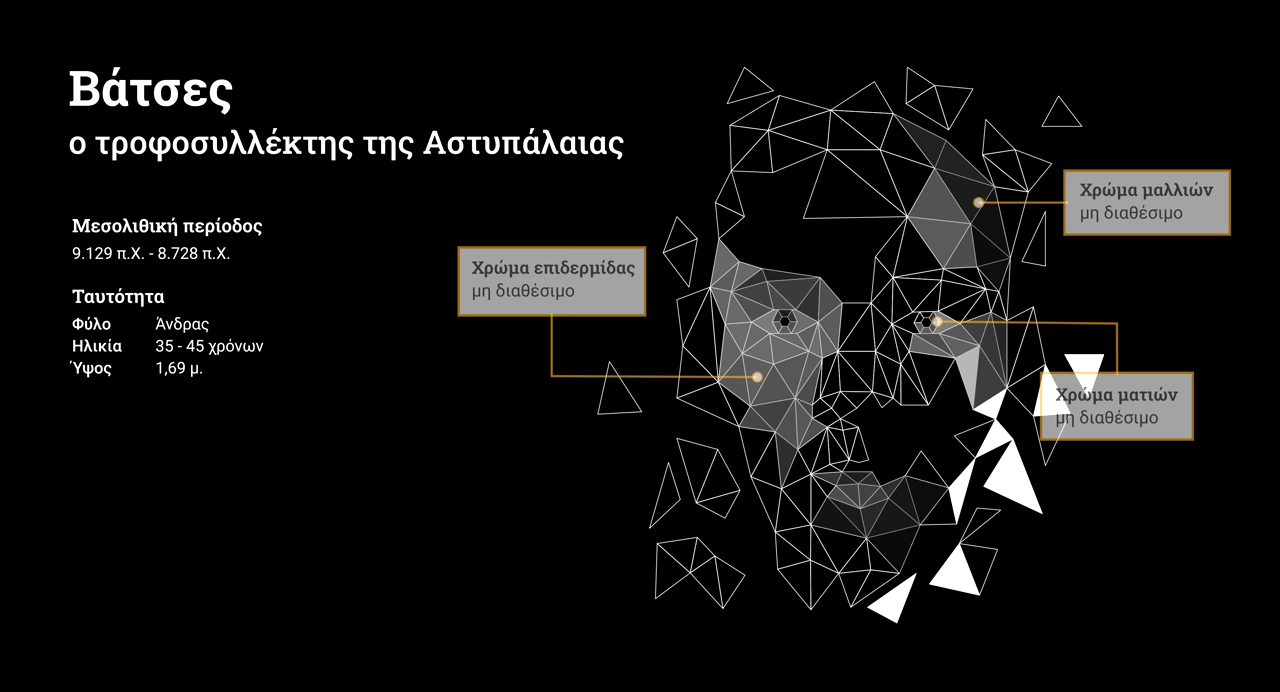 Βάτσες
ο τροφοσυλλέκτης της Αστυπάλαιας
Μεσολιθική περίοδος
9.129 π.Χ. - 8.728 π.Χ.
Ταυτότητα
Φύλο Άνδρας
Ηλικία 35 - 45 χρόνων
Ύψος 1,69 μ.
Χρώμα επιδερμίδας
μη διαθέσιμο
Χρώμα μαλλιών
μη διαθέσιμο
Χρώμα ματιών
μη διαθέσιμο